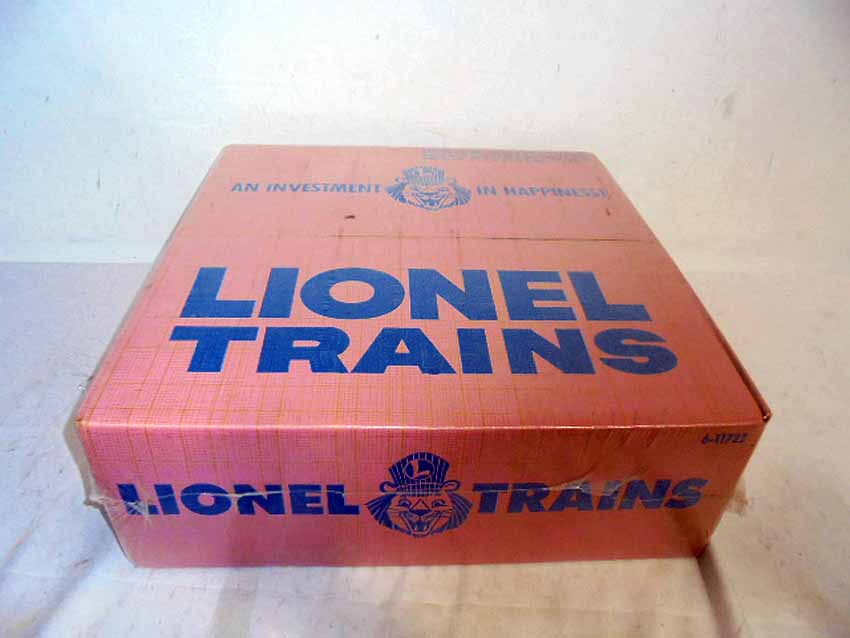 AN INVESTMENT IN HAPPINESS!
LIONEL
TRAINS
6-11722
L
LIONEL TRAINS